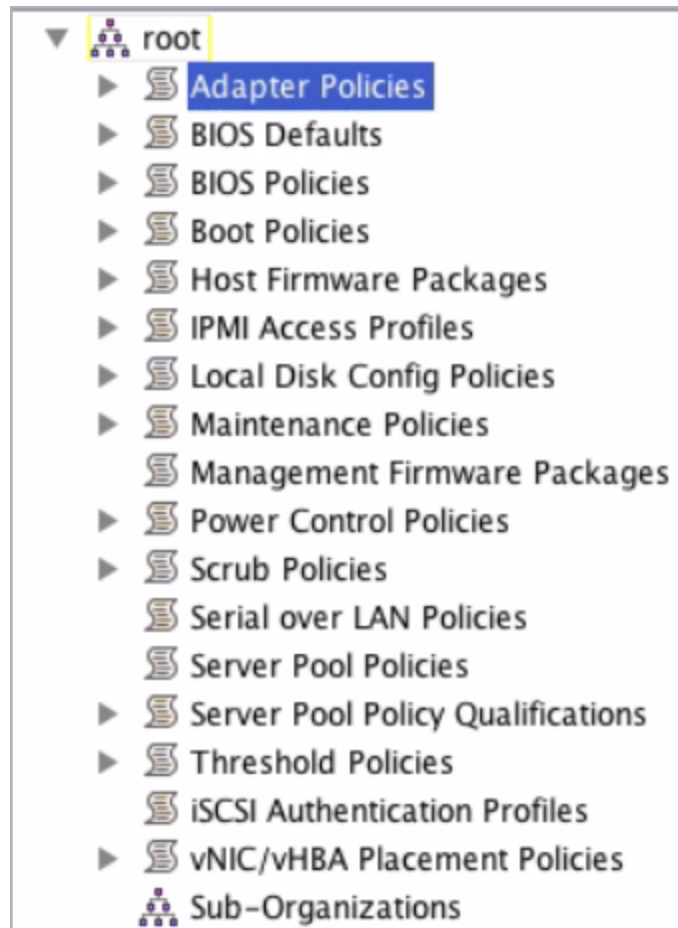 root
Adapter Policies
BIOS Defaults
BIOS Policies
Boot Policies
Host Firmware Packages
IPMI Access Profiles
Local Disk Config Policies
Maintenance Policies
Management Firmware Packages
Power Control Policies
Scrub Policies
Serial over LAN Policies
Server Pool Policies
Server Pool Policy Qualifications
Threshold Policies
iSCSI Authentication Profiles
vNIC/vHBA Placement Policies
Sub-Organizations